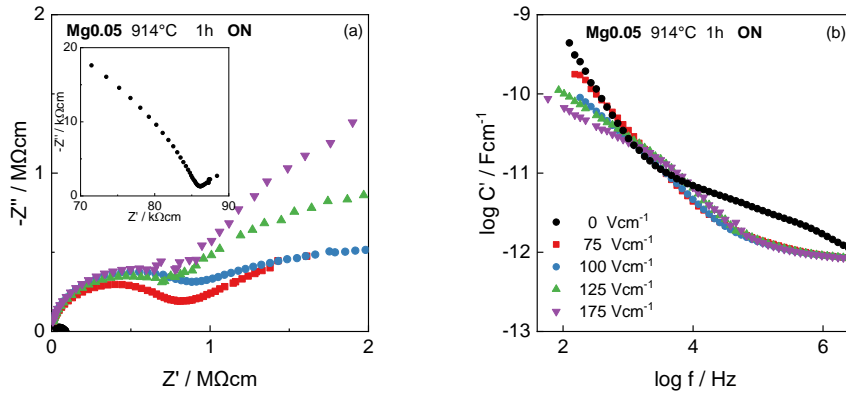 Mg0.05 914°C 1h ON (a)
-Z'' / MΩcm
2
1
0
0 1 2
Z' / MΩcm
-Z'' / kΩcm
20
10
0
70 80 90
Z' / kΩcm
Mg0.05 914°C 1h ON (b)
log C' / Fcm⁻¹
-9
-10
-11
-12
-13
2 4 6
log f / Hz
0 Vcm⁻¹
75 Vcm⁻¹
100 Vcm⁻¹
125 Vcm⁻¹
175 Vcm⁻¹